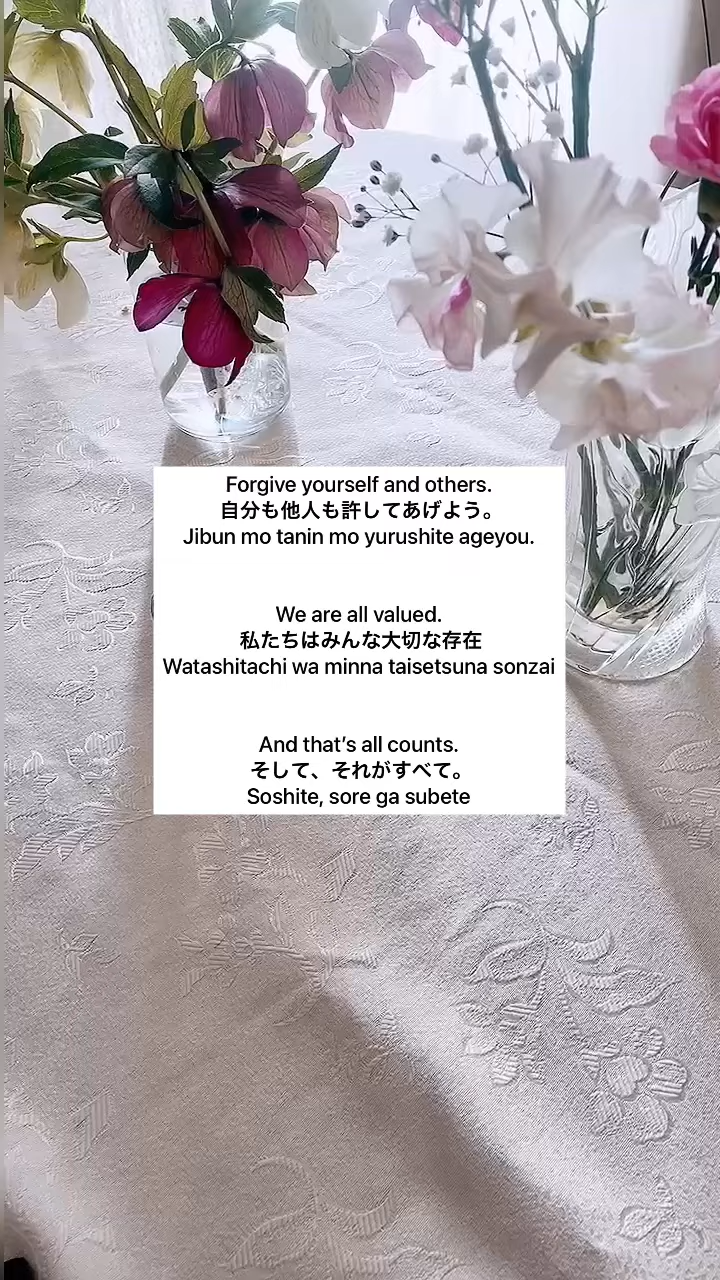 Forgive yourself and others.
自分も他人も許してあげよう。
Jibun mo tanin mo yurushite ageyou.
We are all valued.
私たちはみんな大切な存在
Watashitachi wa minna taisetsuna sonzai
And that’s all counts.
そして、それがすべて。
Soshite, sore ga subete